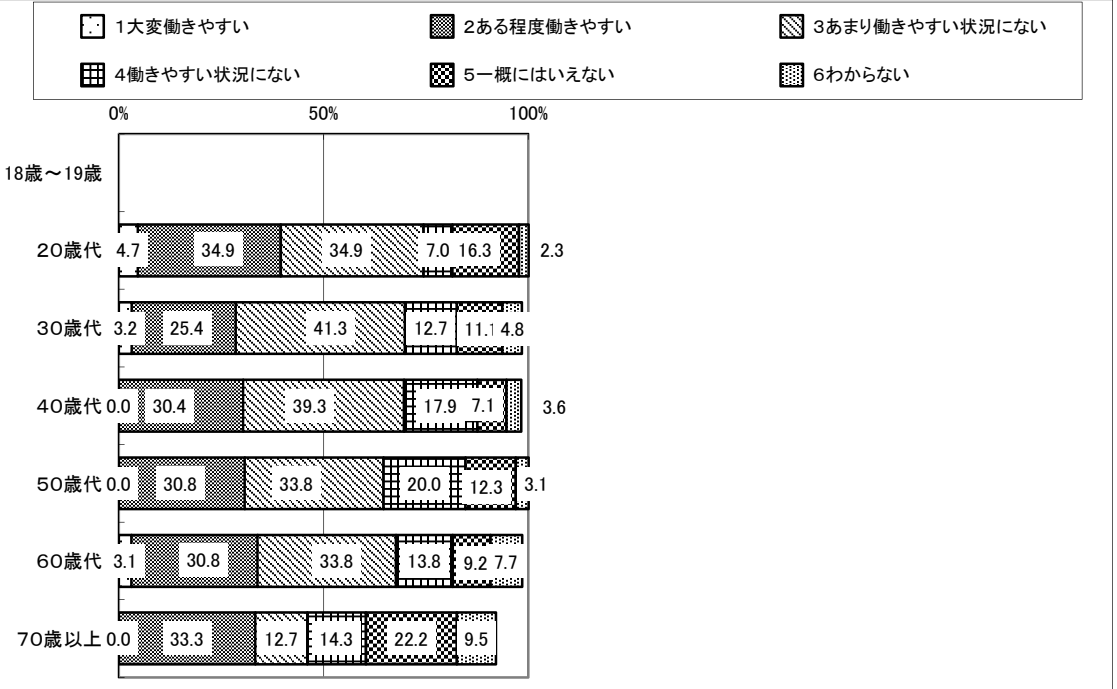 1大変働きやすい 2ある程度働きやすい 3あまり働きやすい状況にない
4働きやすい状況にない 5一概にはいえない 6わからない
0% 50% 100%
18歳～19歳
20歳代 4.7 34.9 34.9 7.0 16.3 2.3
30歳代 3.2 25.4 41.3 12.7 11.1 4.8
40歳代 0.0 30.4 39.3 17.9 7.1 3.6
50歳代 0.0 30.8 33.8 20.0 12.3 3.1
60歳代 3.1 30.8 33.8 13.8 9.2 7.7
70歳以上 0.0 33.3 12.7 14.3 22.2 9.5